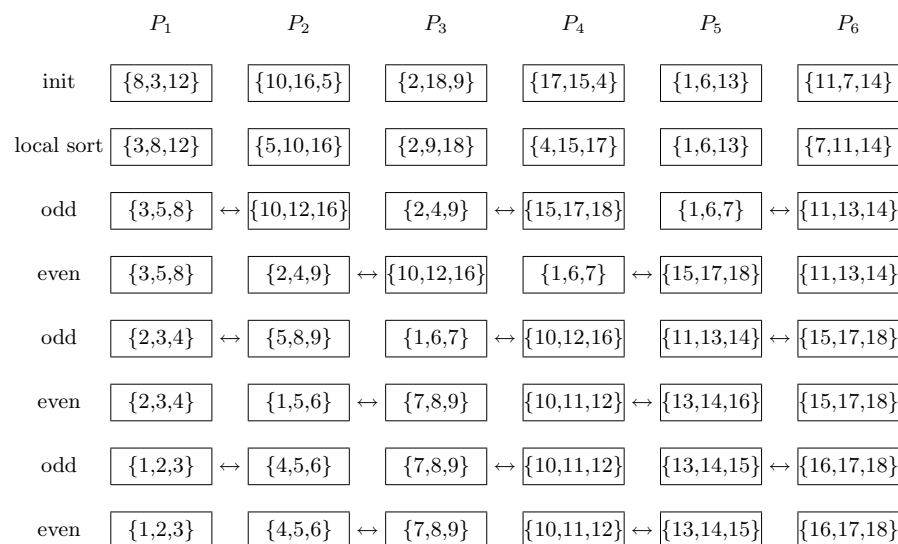 P1 P2 P3 P4 P5 P6
init {8,3,12} {10,16,5} {2,18,9} {17,15,4} {1,6,13} {11,7,14}
local sort {3,8,12} {5,10,16} {2,9,18} {4,15,17} {1,6,13} {7,11,14}
odd {3,5,8} ↔ {10,12,16} {2,4,9} ↔ {15,17,18} {1,6,7} ↔ {11,13,14}
even {3,5,8} {2,4,9} ↔ {10,12,16} {1,6,7} ↔ {15,17,18} {11,13,14}
odd {2,3,4} ↔ {5,8,9} {1,6,7} ↔ {10,12,16} {11,13,14} ↔ {15,17,18}
even {2,3,4} {1,5,6} ↔ {7,8,9} {10,11,12} ↔ {13,14,16} {15,17,18}
odd {1,2,3} ↔ {4,5,6} {7,8,9} ↔ {10,11,12} {13,14,15} ↔ {16,17,18}
even {1,2,3} {4,5,6} ↔ {7,8,9} {10,11,12} ↔ {13,14,15} {16,17,18}